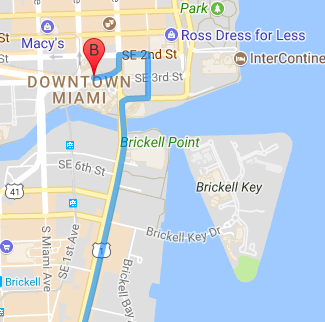 Park
Ross Dress for Less
Macy's
B
SE 2nd St
InterContine
SE 3rd St
DOWNTOWN
MIAMI
Brickell Point
SE 6th St
Brickell Key
41
S Miami Ave
SE 1st Ave
Brickell Key Dr
1
Brickell
Brickell Bay